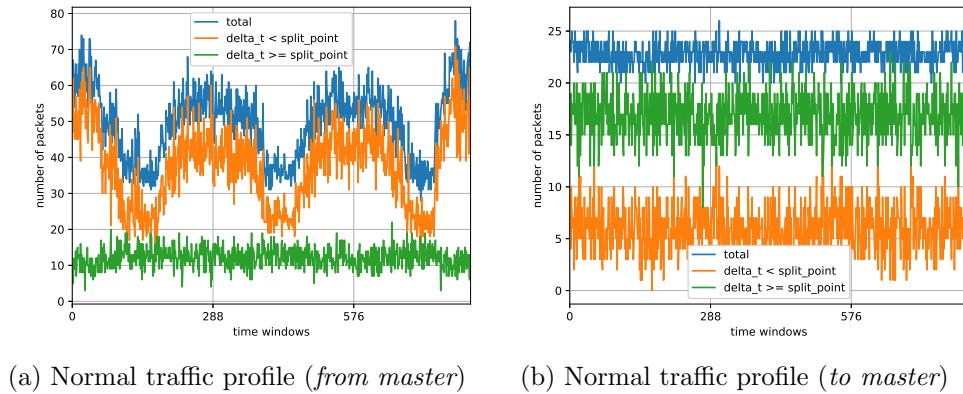 80
70
60
50
40
30
20
10
0
number of packets
total
delta_t < split_point
delta_t >= split_point
0
288
576
time windows
25
20
15
10
5
0
number of packets
total
delta_t < split_point
delta_t >= split_point
0
288
576
time windows
(a) Normal traffic profile (from master)
(b) Normal traffic profile (to master)